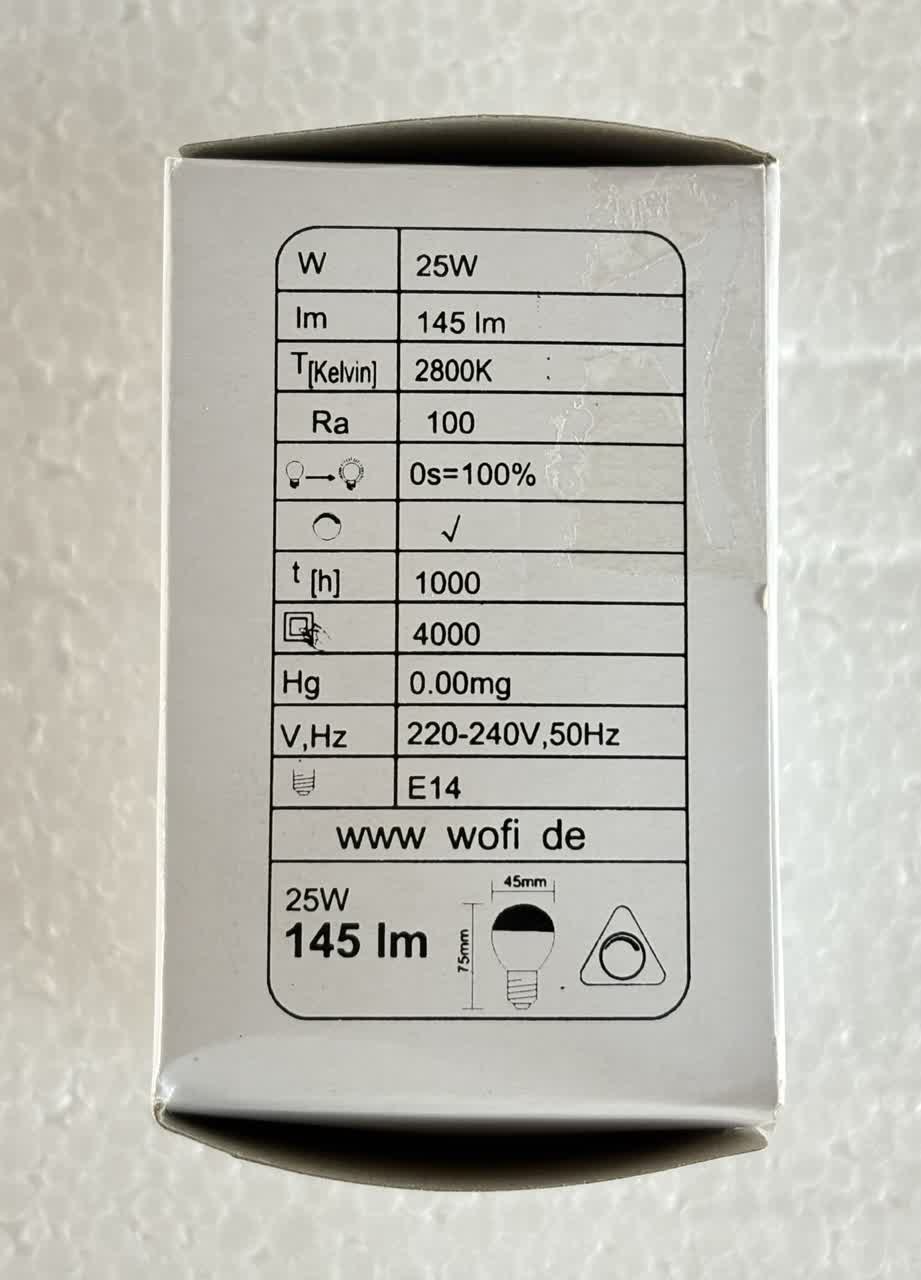 W 25W
lm 145 lm
T[Kelvin] 2800K
Ra 100
0s=100%
√
t [h] 1000
4000
Hg 0.00mg
V,Hz 220-240V,50Hz
E14
www wofi de
25W
145 lm
45mm
75mm